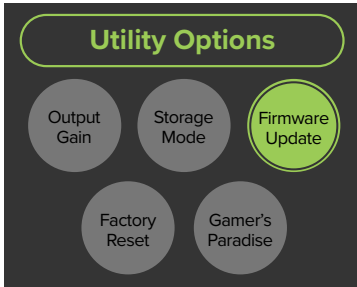 Utility Options
Output
Gain
Storage
Mode
Firmware
Update
Factory
Reset
Gamer's
Paradise